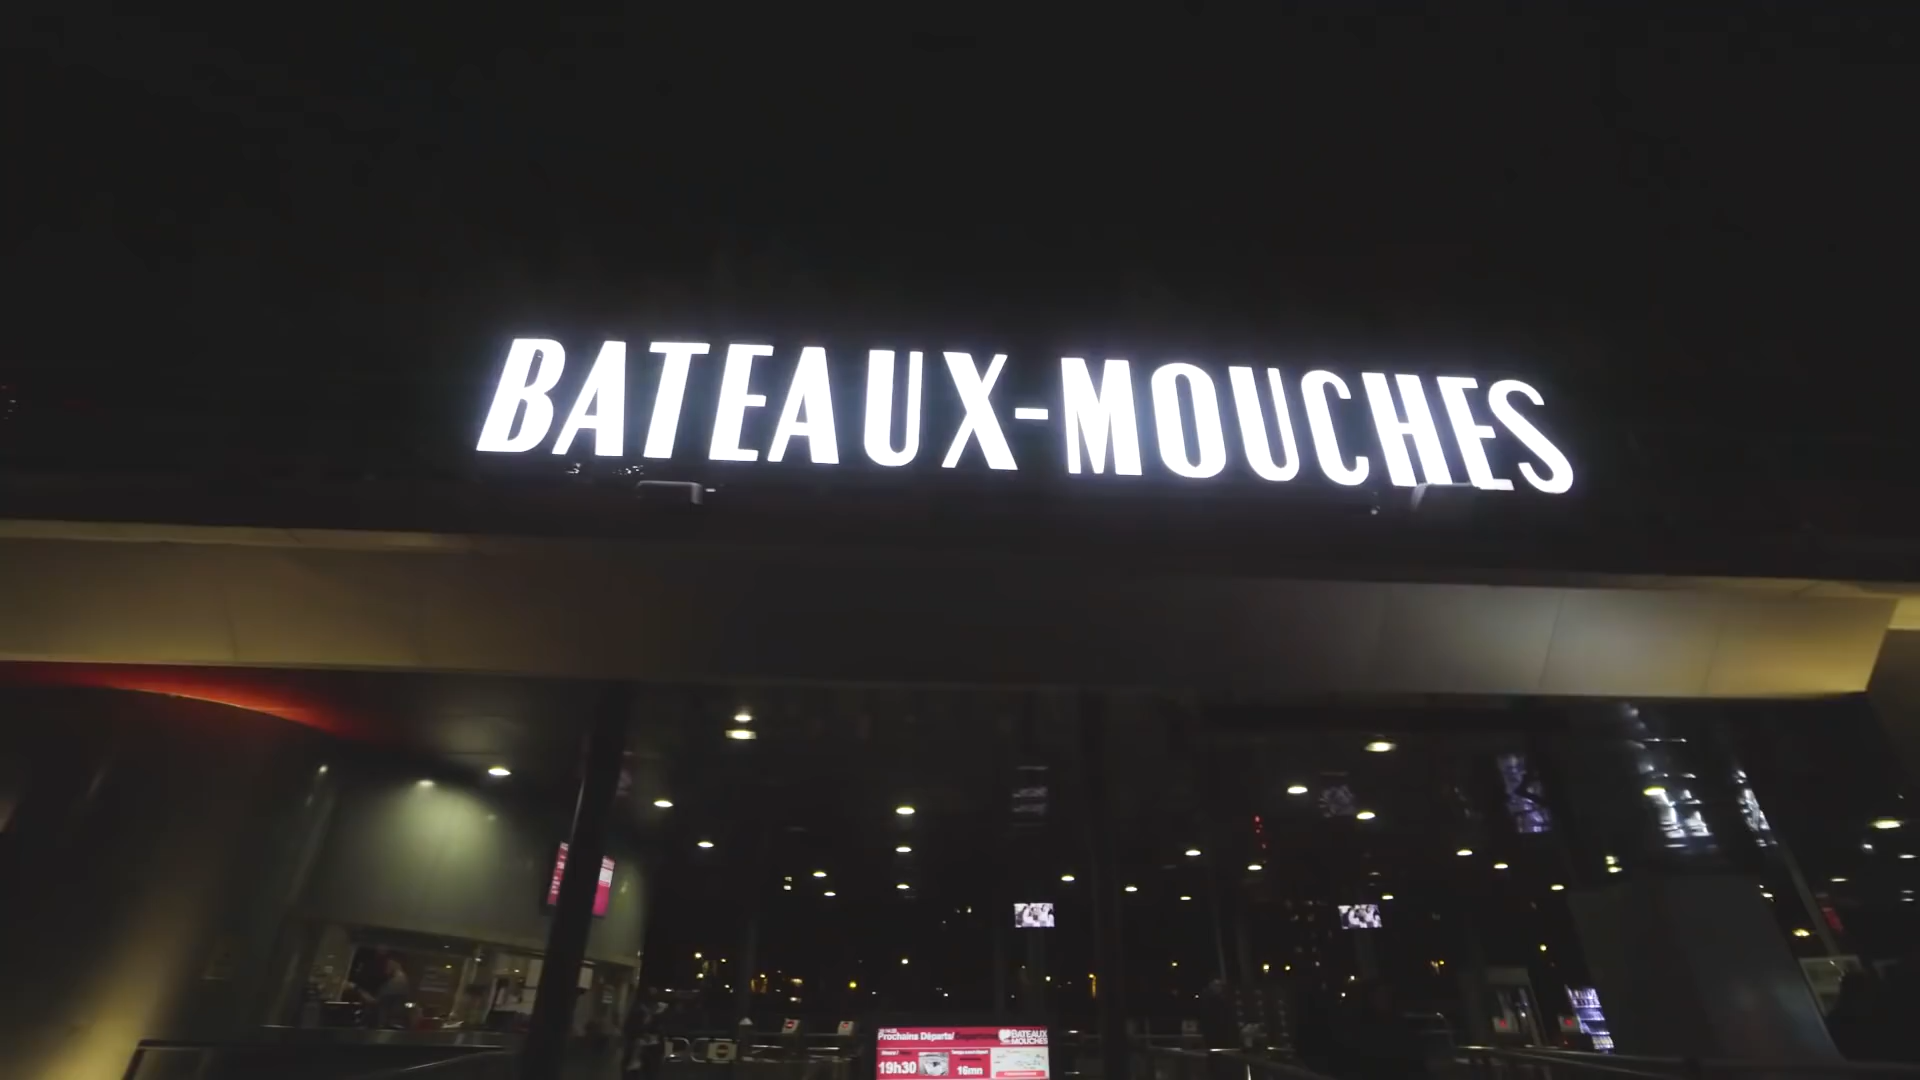 BATEAUX-MOUCHES
Prochains Départs/
BATEAUX
MOUCHES
19h30
16mn